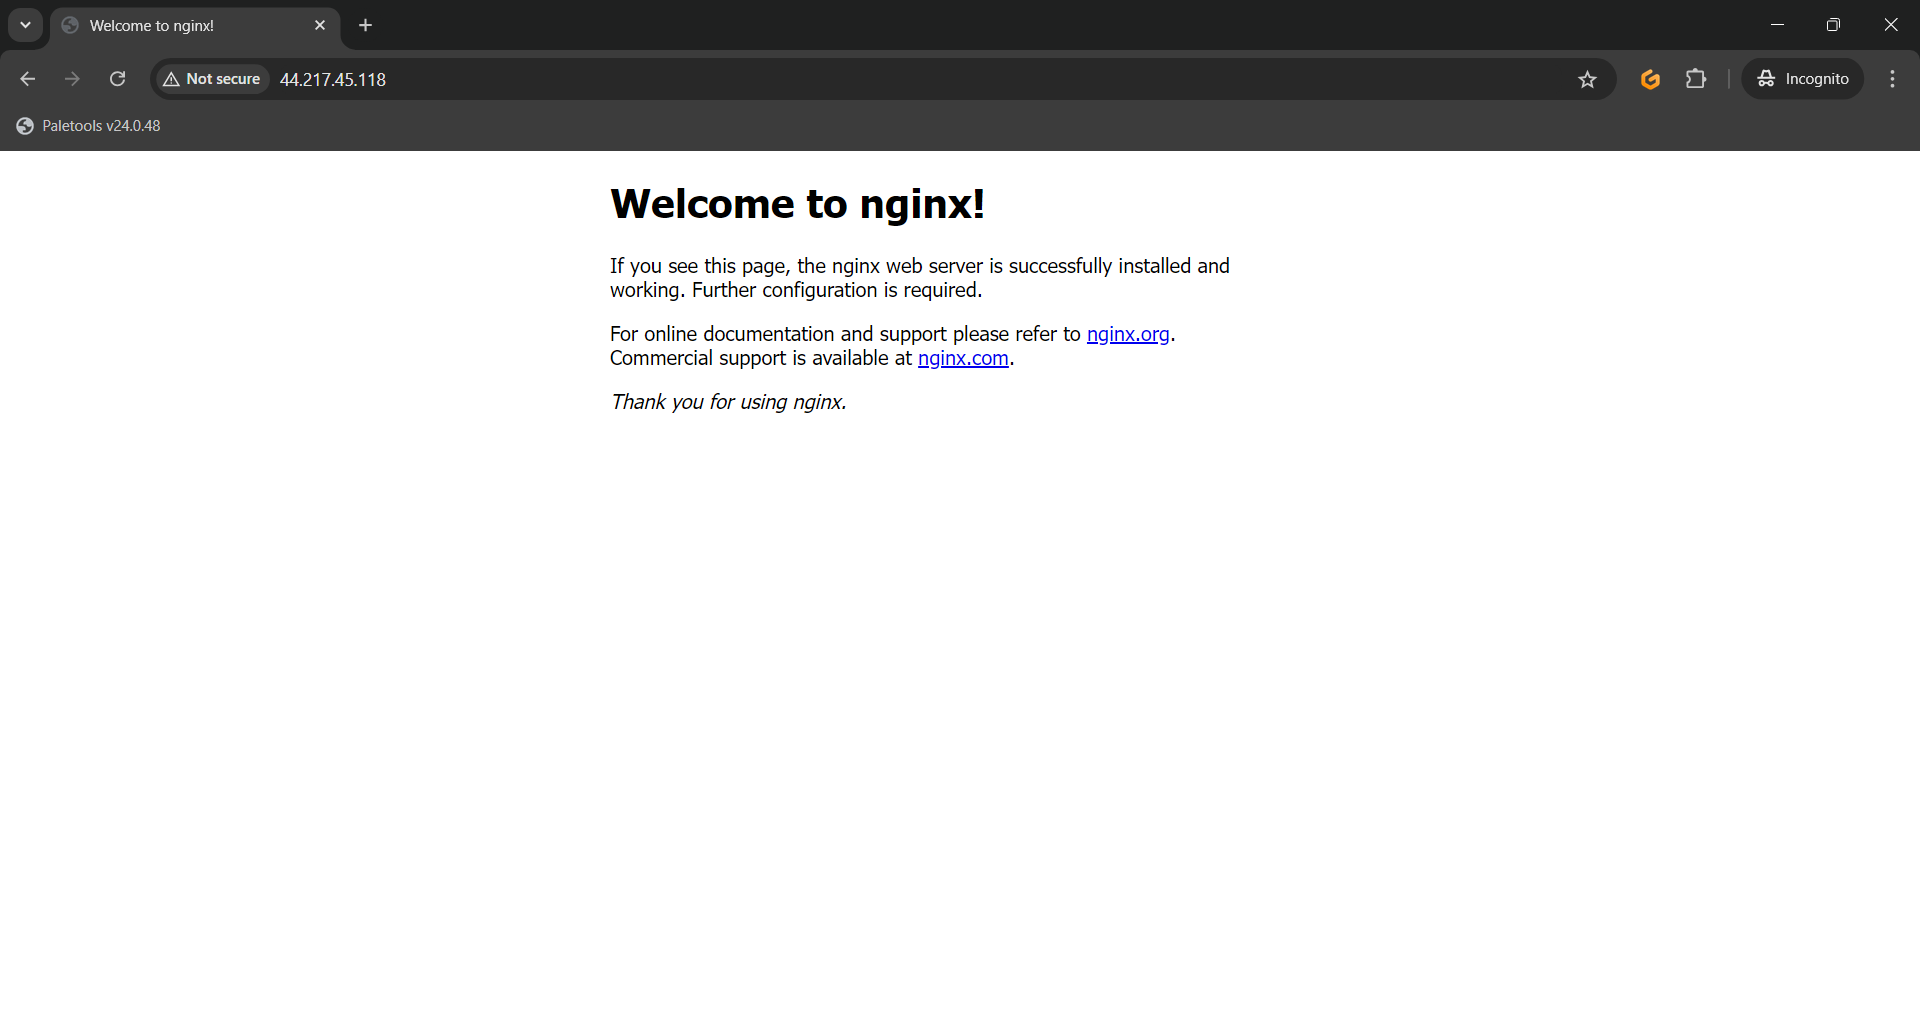 Welcome to nginx!
Not secure
44.217.45.118
Incognito
Paletools v24.0.48
Welcome to nginx!
If you see this page, the nginx web server is successfully installed and
working. Further configuration is required.
For online documentation and support please refer to nginx.org.
Commercial support is available at nginx.com.
Thank you for using nginx.